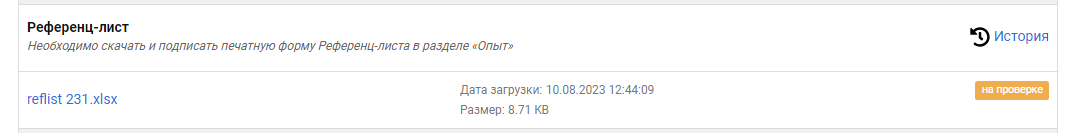 Референц-лист
Необходимо скачать и подписать печатную форму Референц-листа в разделе «Опыт»
История
reflist 231.xlsx
Дата загрузки: 10.08.2023 12:44:09
Размер: 8.71 KB
на проверке